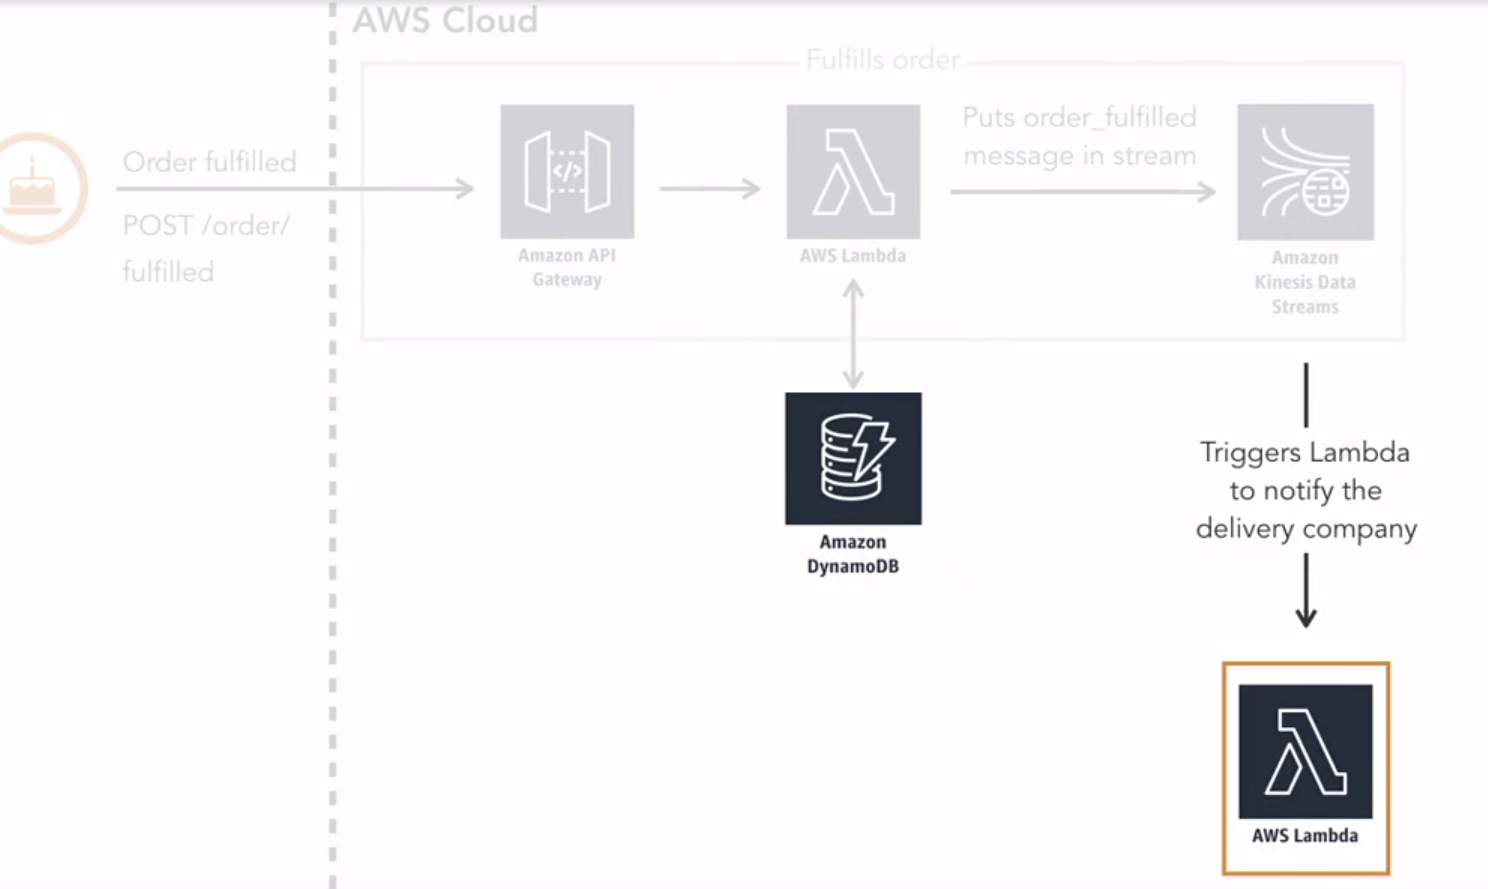 AWS Cloud
Fulfills order
Order fulfilled
POST /order/
fulfilled
</>
Amazon API
Gateway
AWS Lambda
Puts order_fulfilled
message in stream
Amazon
Kinesis Data
Streams
Amazon
DynamoDB
Triggers Lambda
to notify the
delivery company
AWS Lambda